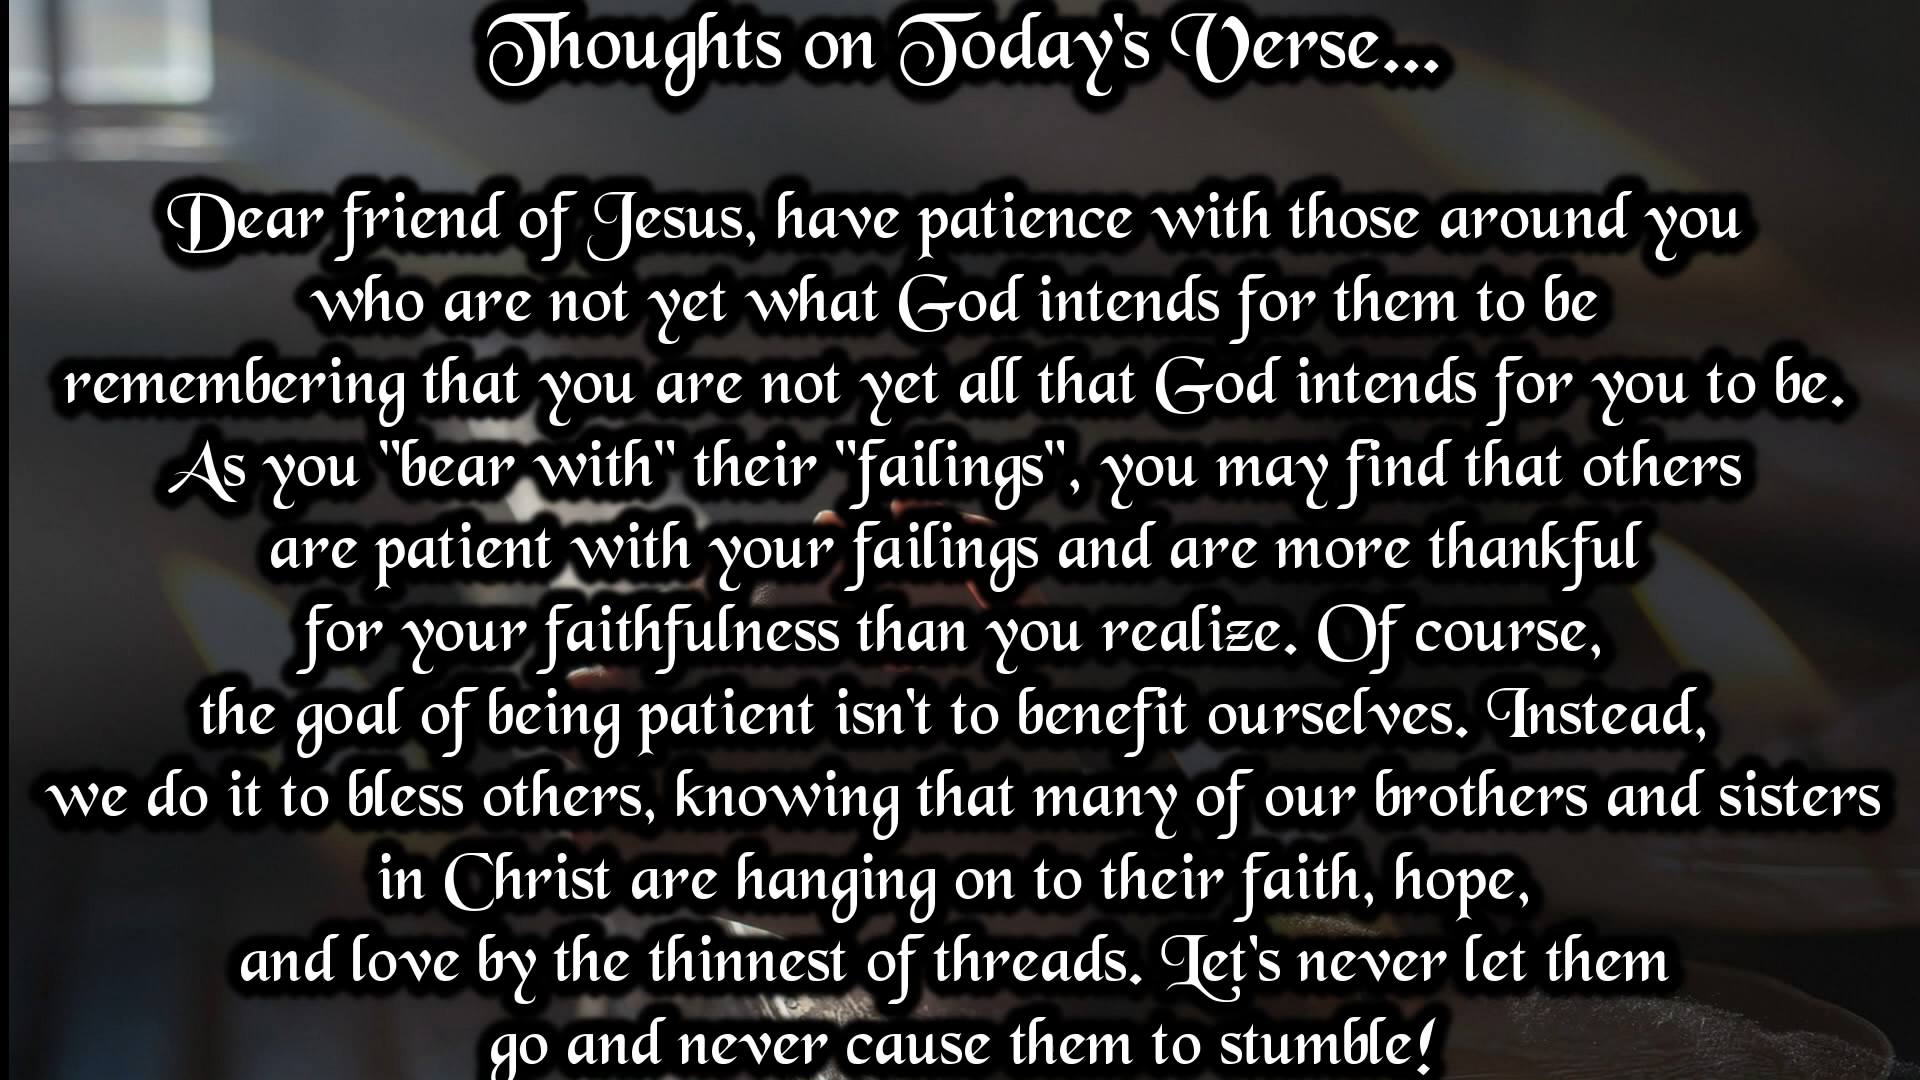 Thoughts on Today's Verse...
Dear friend of Jesus, have patience with those around you
who are not yet what God intends for them to be
remembering that you are not yet all that God intends for you to be.
As you "bear with" their "failings", you may find that others
are patient with your failings and are more thankful
for your faithfulness than you realize. Of course,
the goal of being patient isn't to benefit ourselves. Instead,
we do it to bless others, knowing that many of our brothers and sisters
in Christ are hanging on to their faith, hope,
and love by the thinnest of threads. Let's never let them
go and never cause them to stumble!